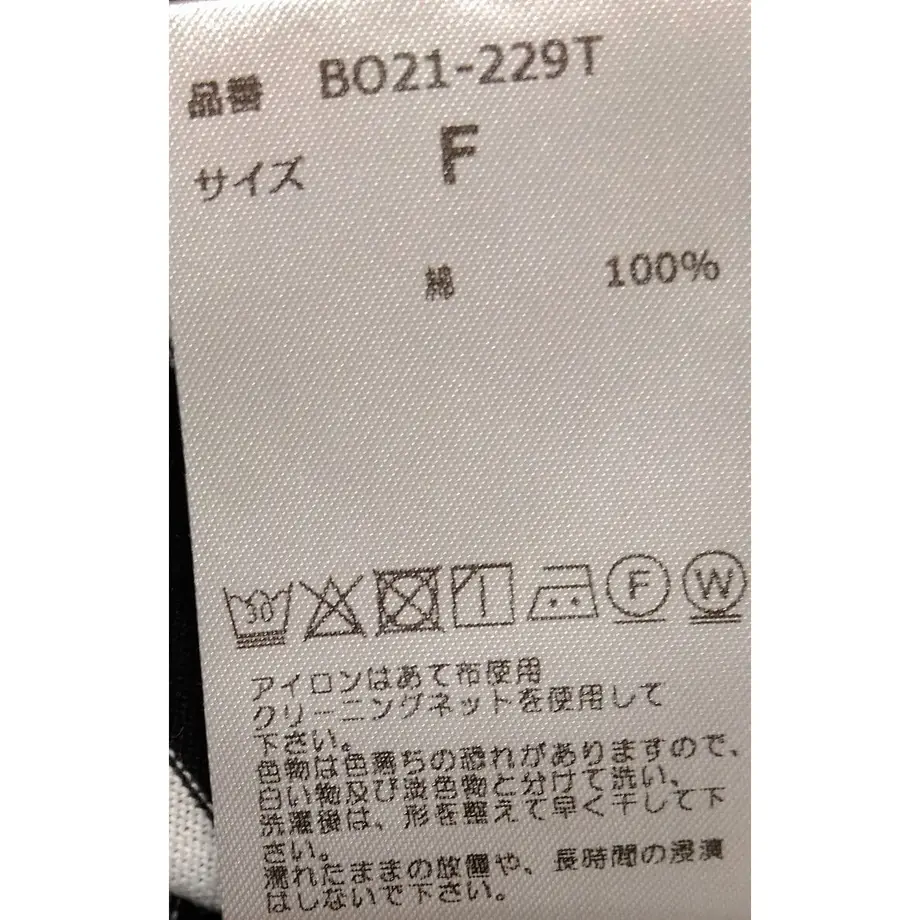 品番 BO21-229T
サイズ F
綿 100%
30 F W
アイロンはあて布使用
クリーニングネットを使用して
下さい。
色物は色落ちの恐れがありますので、
白い物及び淡色物と分けて洗い、
洗濯後は、形を整えて早く干して下
さい。
濡れたままの放置や、長時間の浸漬
はしないで下さい。